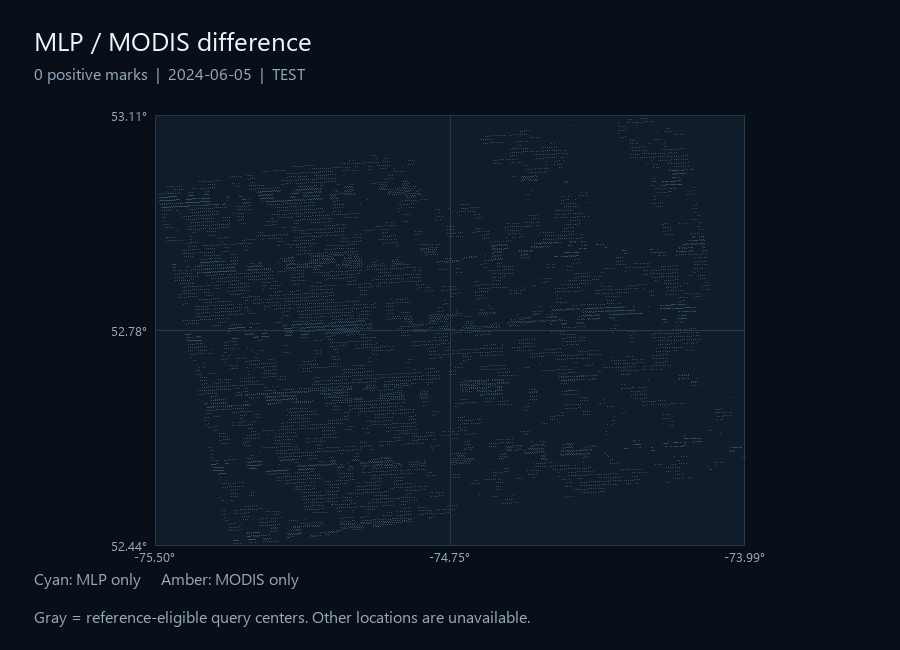 MLP / MODIS difference
0 positive marks | 2024-06-05 | TEST
53.11°
52.78°
52.44°
-75.50° -74.75° -73.99°
Cyan: MLP only Amber: MODIS only
Gray = reference-eligible query centers. Other locations are unavailable.